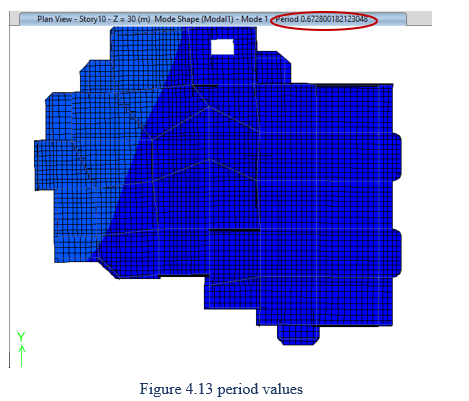 Plan View - Story10 - Z = 30 (m) Mode Shape (Modal1) - Mode 1 - Period 0.672800182123048
Y
Figure 4.13 period values